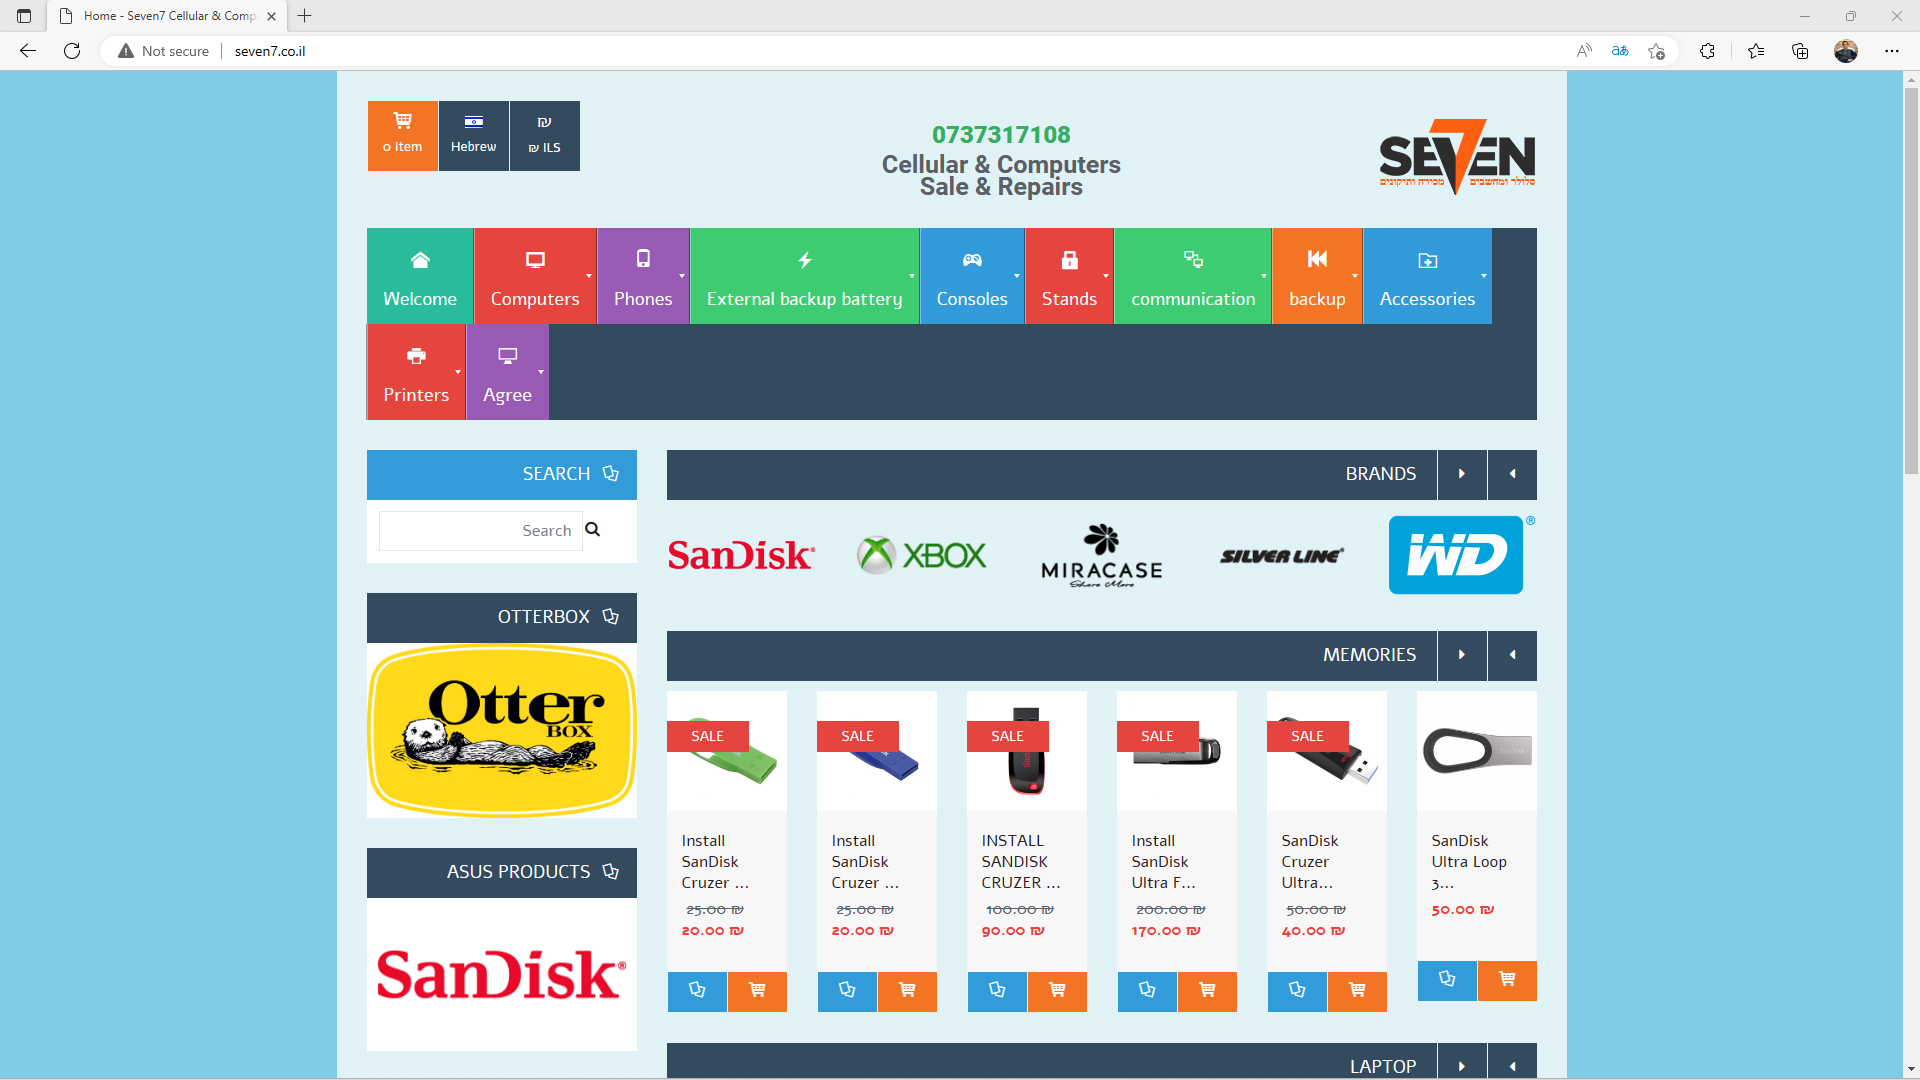 Home - Seven7 Cellular & Comp
Not secure
seven7.co.il
0 Item
Hebrew
₪
₪ ILS
0737317108
Cellular & Computers
Sale & Repairs
SEVEN
סלולר ומחשבים מכירה ותיקונים
Welcome
Computers
Phones
External backup battery
Consoles
Stands
communication
backup
Accessories
Printers
Agree
SEARCH
Search
BRANDS
SanDisk®
XBOX
MIRACASE
Share More
SILVER LINE®
WD®
OTTERBOX
Otter
BOX
MEMORIES
SALE
SALE
SALE
SALE
SALE
Install
SanDisk
Cruzer ...
25.00 ₪
20.00 ₪
Install
SanDisk
Cruzer ...
25.00 ₪
20.00 ₪
INSTALL
SANDISK
CRUZER ...
100.00 ₪
90.00 ₪
Install
SanDisk
Ultra F...
200.00 ₪
170.00 ₪
SanDisk
Cruzer
Ultra...
50.00 ₪
40.00 ₪
SanDisk
Ultra Loop
3...
50.00 ₪
ASUS PRODUCTS
SanDisk®
LAPTOP